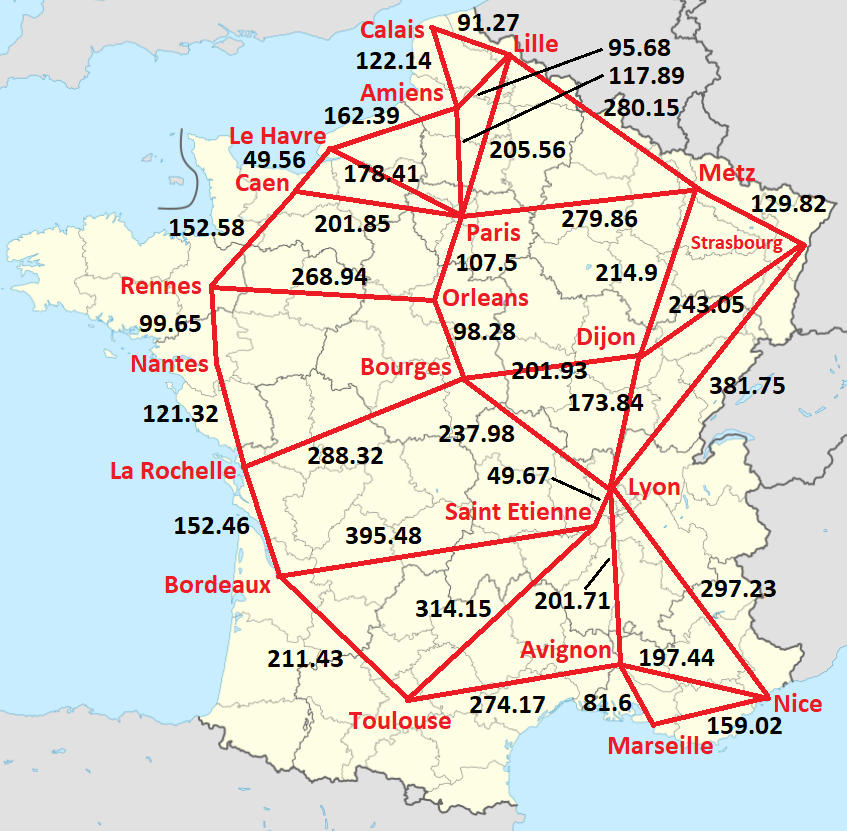 91.27
Calais
Lille
95.68
122.14
117.89
Amiens
280.15
162.39
Le Havre
205.56
49.56
178.41
Metz
Caen
129.82
201.85
279.86
152.58
Paris
Strasbourg
107.5
268.94
214.9
Rennes
Orleans
243.05
99.65
98.28
Dijon
Nantes
Bourges
201.93
381.75
173.84
121.32
237.98
288.32
La Rochelle
49.67
Lyon
Saint Etienne
152.46
395.48
Bordeaux
297.23
201.71
314.15
Avignon
211.43
197.44
274.17
81.6
Nice
Toulouse
159.02
Marseille